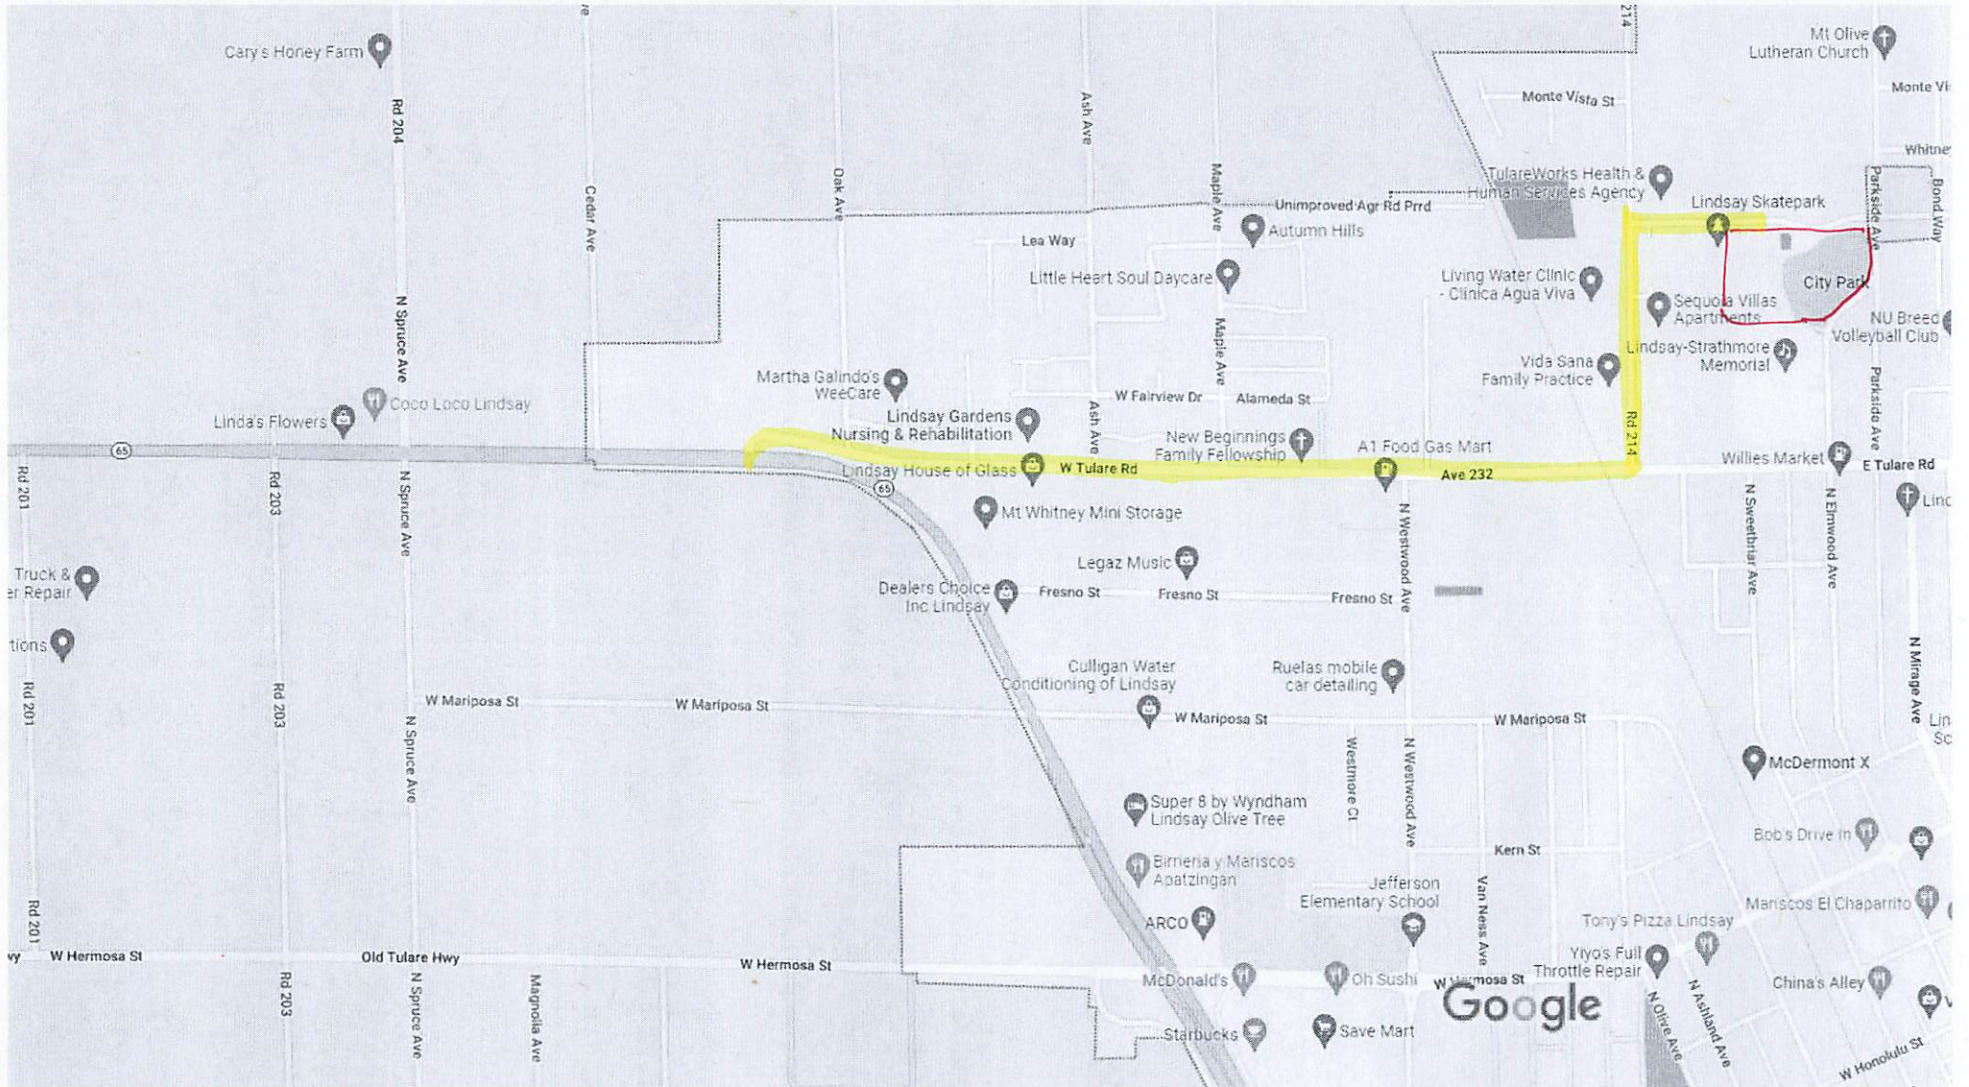 214
Mt Olive
Lutheran Church
Cary's Honey Farm
Monte Vista St
Rd 204
Ash Ave
Whitney
TulareWorks Health &
Human Services Agency
Maple Ave
Oak Ave
Cedar Ave
Parkside Ave
Bond Way
Unimproved Agr Rd Prrd
Lindsay Skatepark
Autumn Hills
Lea Way
Little Heart Soul Daycare
Living Water Clinic
- Clinica Agua Viva
City Park
Sequoia Villas
Apartments
NU Breed
Volleyball Club
N Spruce Ave
Maple Ave
Lindsay-Strathmore
Memorial
Vida Sana
Family Practice
Martha Galindo's
WeeCare
W Fairview Dr
Alameda St
Coco Loco Lindsay
Linda's Flowers
Lindsay Gardens
Nursing & Rehabilitation
Ash Ave
New Beginnings
Family Fellowship
A1 Food Gas Mart
Rd 214
Parkside Ave
65
Lindsay House of Glass
W Tulare Rd
Ave 232
Willies Market
E Tulare Rd
65
Rd 201
Rd 203
N Spruce Ave
Mt Whitney Mini Storage
N Westwood Ave
N Sweetbriar Ave
N Elmwood Ave
Legaz Music
Truck &
er Repair
Dealers Choice
Inc Lindsay
Fresno St
Fresno St
Fresno St
tions
N Mirage Ave
Culligan Water
Conditioning of Lindsay
Ruelas mobile
car detailing
Rd 201
Rd 203
W Mariposa St
W Mariposa St
W Mariposa St
W Mariposa St
N Spruce Ave
Westmore Ct
N Westwood Ave
McDermont X
Super 8 by Wyndham
Lindsay Olive Tree
Bob's Drive In
Kern St
Birrieria y Mariscos
Apatzingan
Jefferson
Elementary School
Van Ness Ave
Mariscos El Chaparrito
ARCO
Tony's Pizza Lindsay
Rd 201
wy
W Hermosa St
Old Tulare Hwy
W Hermosa St
Yiyo's Full
Throttle Repair
McDonald's
Oh Sushi
W Hermosa St
China's Alley
Rd 203
N Spruce Ave
Magnolia Ave
Google
N Olive Ave
N Ashland Ave
Starbucks
Save Mart
W Honolulu St